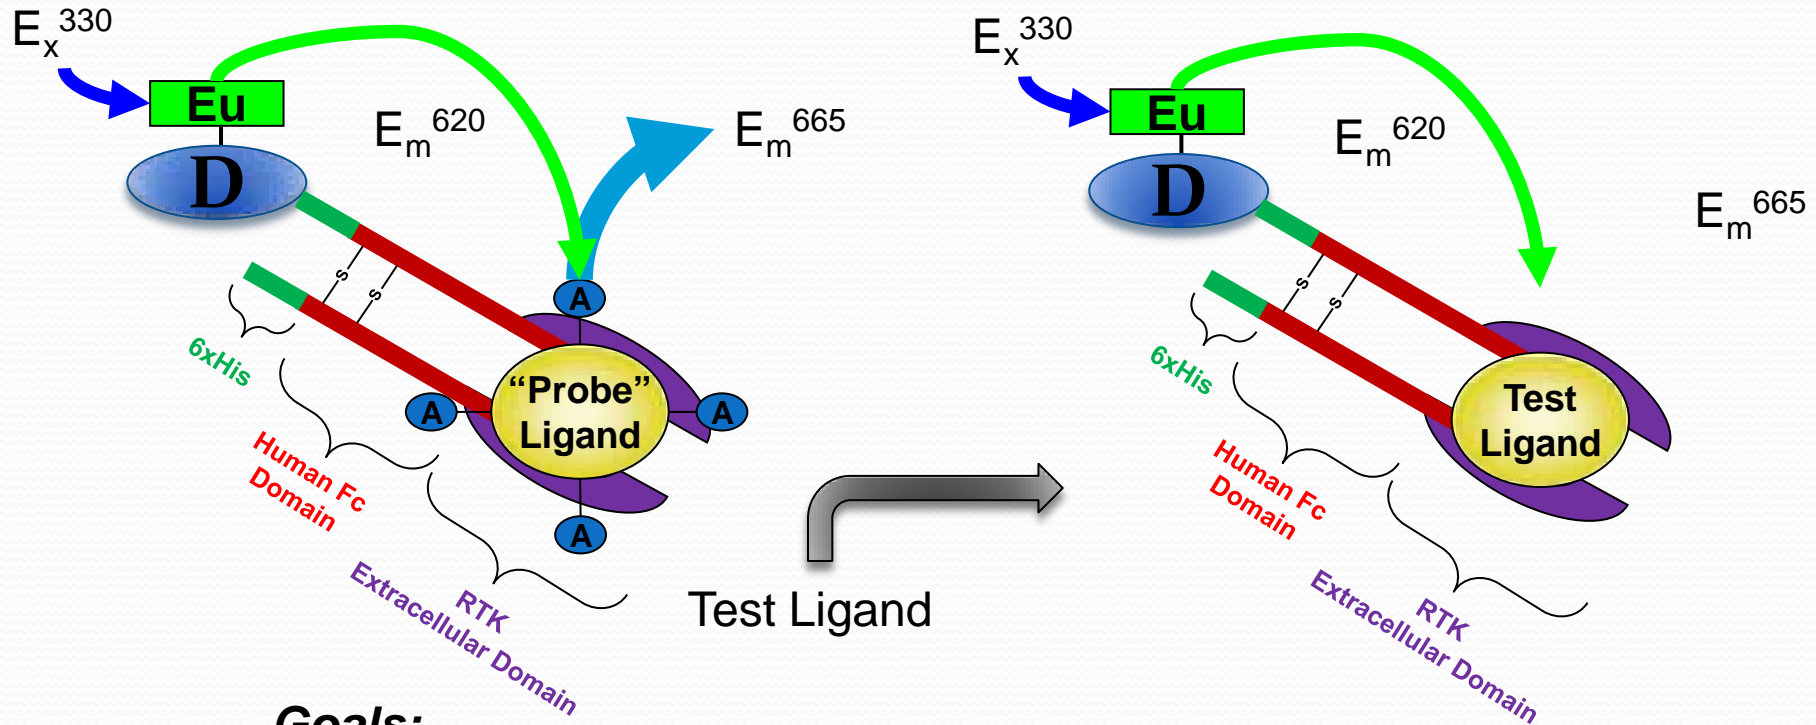 Ex330
Eu
D
Em620
Em665
S
S
A
A
A
A
"Probe"
Ligand
6xHis
Human Fc
Domain
RTK
Extracellular Domain
Test Ligand
Ex330
Eu
D
Em620
Em665
S
S
Test
Ligand
6xHis
Human Fc
Domain
RTK
Extracellular Domain
Goals: